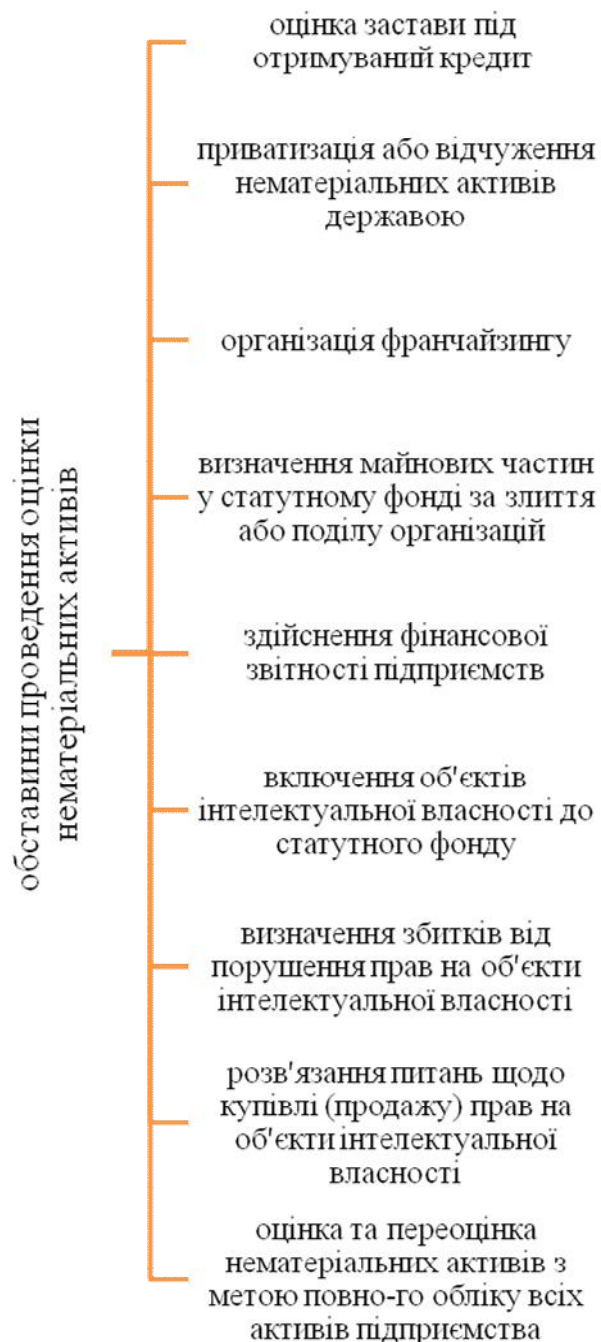 обставини проведення оцінки
нематеріальних активів
оцінка застави під
отримуваний кредит
приватизація або відчуження
нематеріальних активів
державою
організація франчайзингу
визначення майнових частин
у статутному фонді за злиття
або поділу організацій
здійснення фінансової
звітності підприємств
включення об'єктів
інтелектуальної власності до
статутного фонду
визначення збитків від
порушення прав на об'єкти
інтелектуальної власності
розв'язання питань щодо
купівлі (продажу) прав на
об'єкти інтелектуальної
власності
оцінка та переоцінка
нематеріальних активів з
метою повно-го обліку всіх
активів підприємства